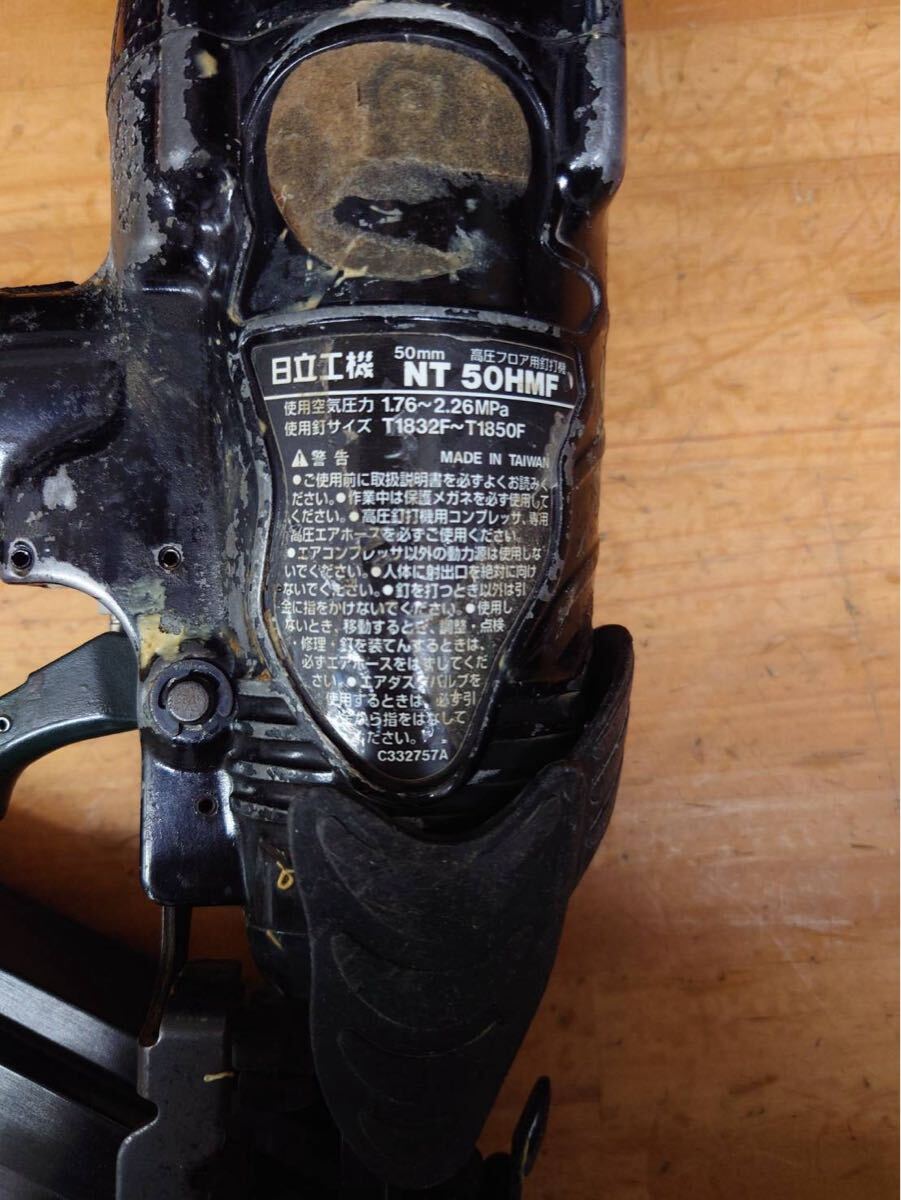 50mm 高圧フロア用釘打機
日立工機 NT 50HMF
使用空気圧力 1.76～2.26MPa
使用釘サイズ T1832F～T1850F
⚠警告 MADE IN TAIWAN
●ご使用前に取扱説明書を必ずよくお読みく
ださい。●作業中は保護メガネを必ず使用して
ください。●高圧釘打機用コンプレッサ、専用
高圧エアホースを必ずご使用ください。
●エアコンプレッサ以外の動力源は使用しな
いでください。●人体に射出口を絶対に向け
ないでください。●釘を打つとき以外は引
金に指をかけないでください。●使用し
ないとき、移動するとき、調整・点検
・修理・釘を装てんするときは、
必ずエアホースをはずしてくだ
さい。●エアダスタバルブを
使用するときは、必ず引
から指をはなして
ください。
C332757A